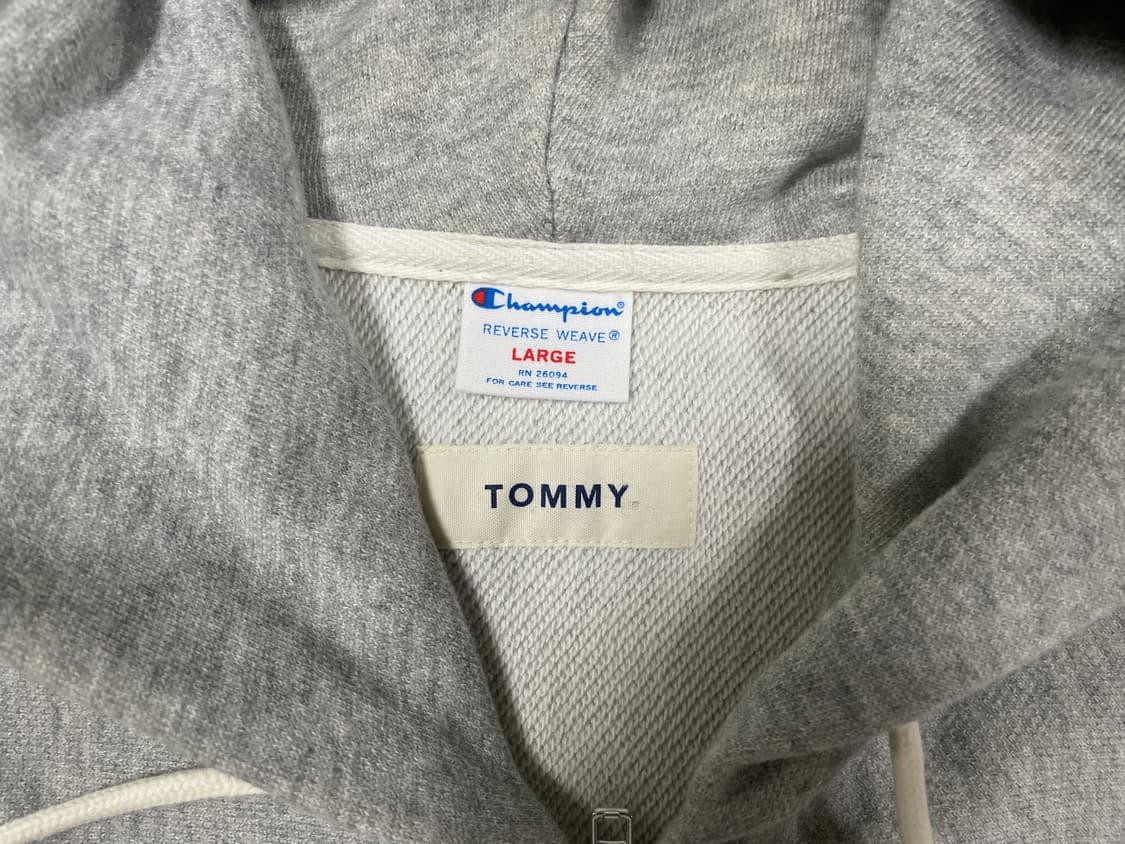 Champion®
REVERSE WEAVE®
LARGE
RN 26094
FOR CARE SEE REVERSE
TOMMY